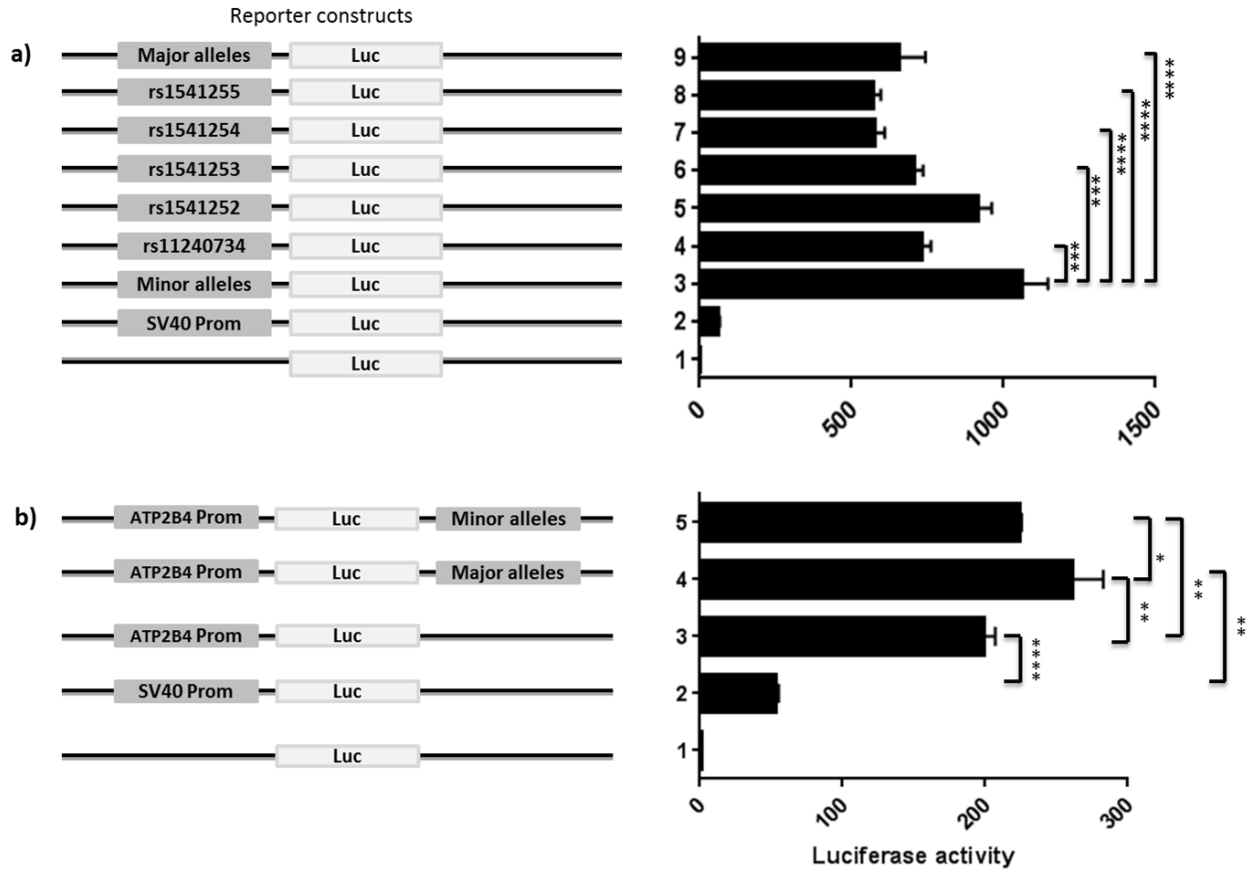 Reporter constructs
a)
Major alleles Luc
rs1541255 Luc
rs1541254 Luc
rs1541253 Luc
rs1541252 Luc
rs11240734 Luc
Minor alleles Luc
SV40 Prom Luc
Luc
9
8
7
6
5
4
3
2
1
0 500 1000 1500
***
***
****
****
****
b)
ATP2B4 Prom Luc Minor alleles
ATP2B4 Prom Luc Major alleles
ATP2B4 Prom Luc
SV40 Prom Luc
Luc
5
4
3
2
1
0 100 200 300
****
**
*
**
**
Luciferase activity